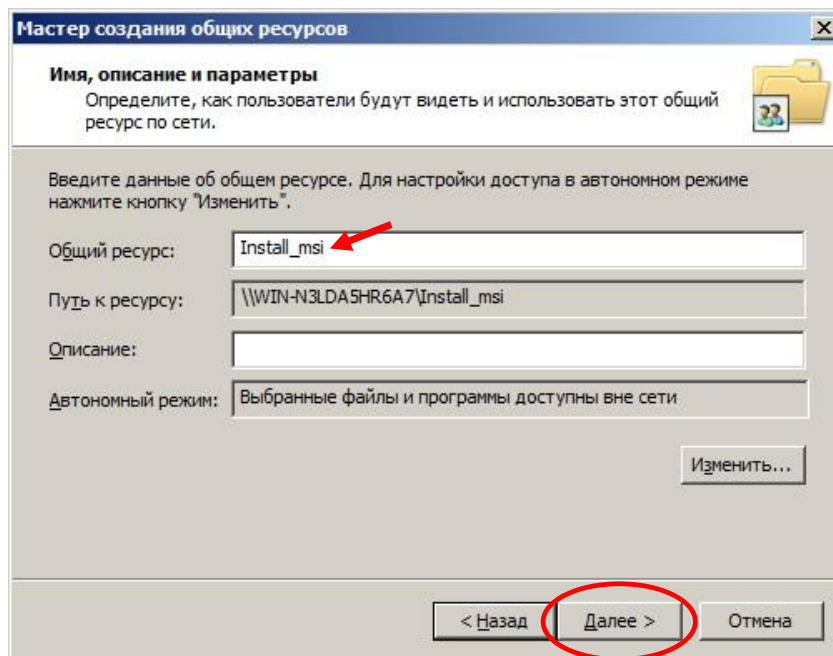 Мастер создания общих ресурсов
Имя, описание и параметры
Определите, как пользователи будут видеть и использовать этот общий
ресурс по сети.
Введите данные об общем ресурсе. Для настройки доступа в автономном режиме
нажмите кнопку "Изменить".
Общий ресурс: Install_msi
Путь к ресурсу: \\WIN-N3LDA5HR6A7\Install_msi
Описание:
Автономный режим: Выбранные файлы и программы доступны вне сети
Изменить...
< Назад Далее > Отмена